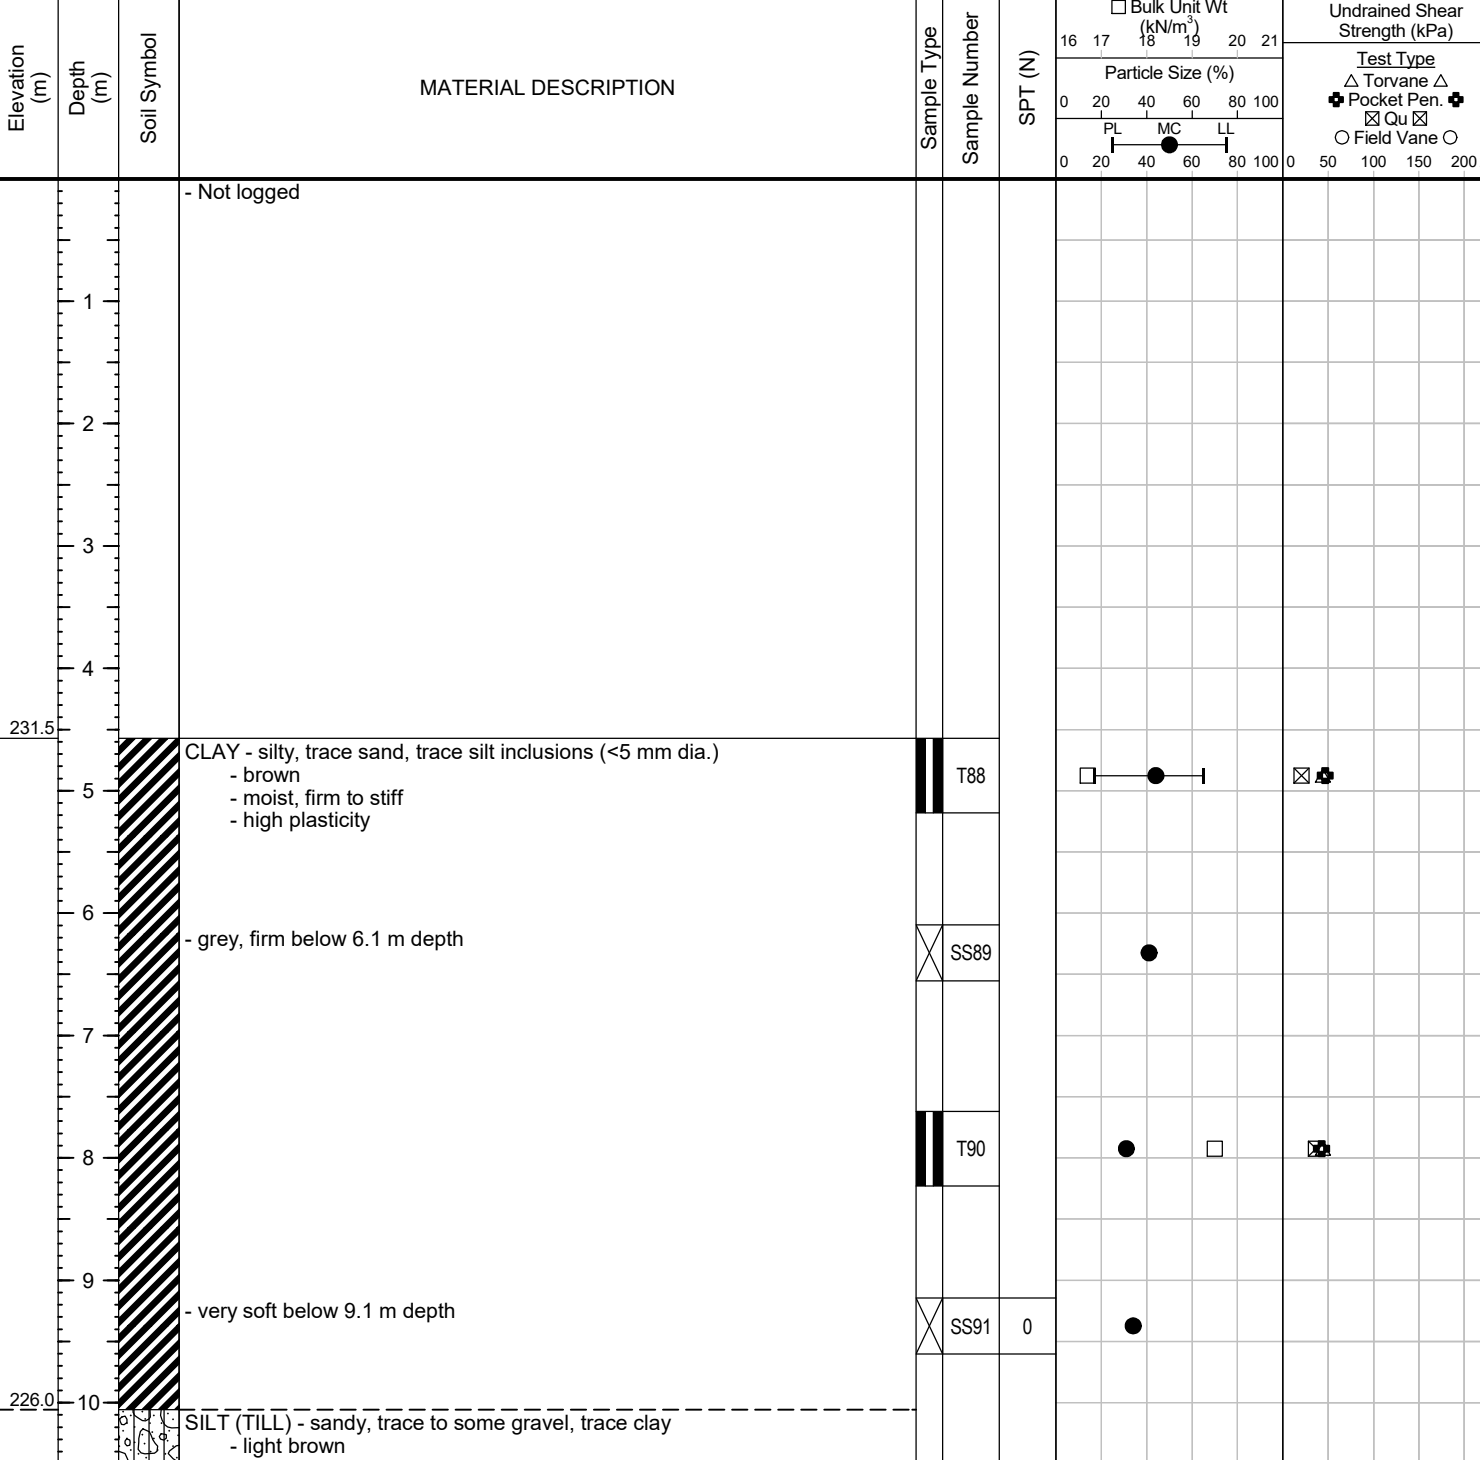 Elevation
(m)
Depth
(m)
Soil Symbol
MATERIAL DESCRIPTION
Sample Type
Sample Number
SPT (N)
Bulk Unit Wt
(kN/m³)
16 17 18 19 20 21
Particle Size (%)
0 20 40 60 80 100
PL MC LL
0 20 40 60 80 100
Undrained Shear
Strength (kPa)
Test Type
Torvane
Pocket Pen.
Qu
Field Vane
0 50 100 150 200
- Not logged
1
2
3
4
231.5
CLAY - silty, trace sand, trace silt inclusions (<5 mm dia.)
- brown
- moist, firm to stiff
- high plasticity
T88
5
6
- grey, firm below 6.1 m depth
SS89
7
8
T90
9
- very soft below 9.1 m depth
SS91 0
226.0
10
SILT (TILL) - sandy, trace to some gravel, trace clay
- light brown